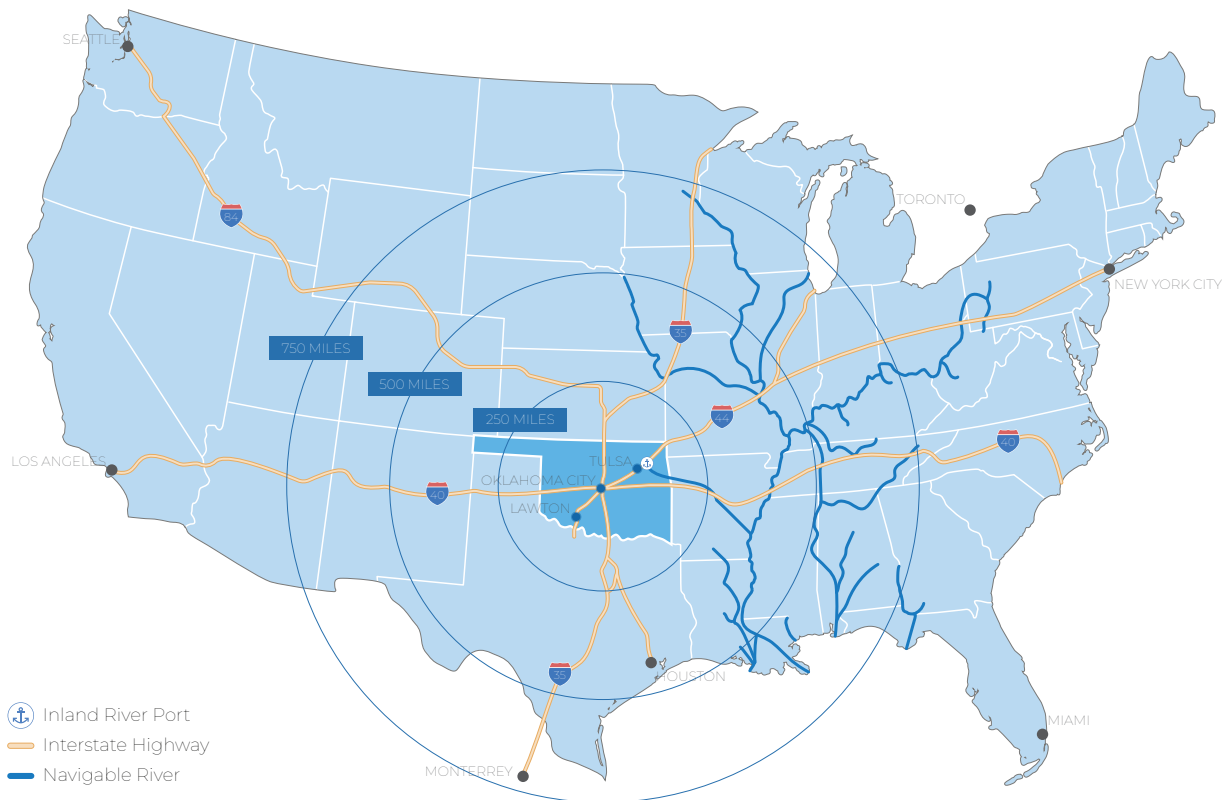 SEATTLE
TORONTO
84
NEW YORK CITY
35
750 MILES
500 MILES
250 MILES
44
40
LOS ANGELES
TULSA
OKLAHOMA CITY
40
LAWTON
35
HOUSTON
Inland River Port
MIAMI
Interstate Highway
MONTERREY
Navigable River